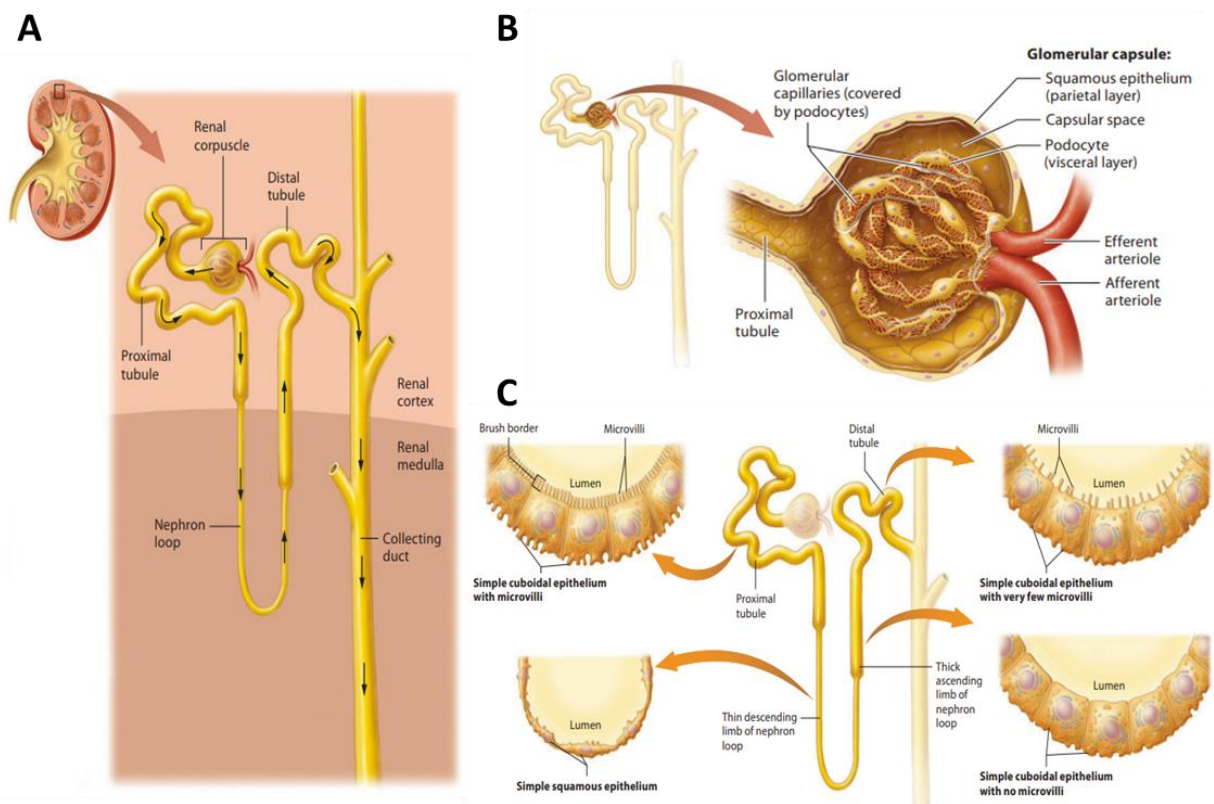 A
Renal
corpuscle
Distal
tubule
Proximal
tubule
Renal
cortex
Renal
medulla
Nephron
loop
Collecting
duct
B
Glomerular capsule:
Glomerular
capillaries (covered
by podocytes)
Squamous epithelium
(parietal layer)
Capsular space
Podocyte
(visceral layer)
Efferent
arteriole
Afferent
arteriole
Proximal
tubule
C
Brush border
Microvilli
Lumen
Simple cuboidal epithelium
with microvilli
Distal
tubule
Microvilli
Lumen
Simple cuboidal epithelium
with very few microvilli
Proximal
tubule
Lumen
Simple squamous epithelium
Thin descending
limb of nephron
loop
Thick
ascending
limb of
nephron
loop
Lumen
Simple cuboidal epithelium
with no microvilli